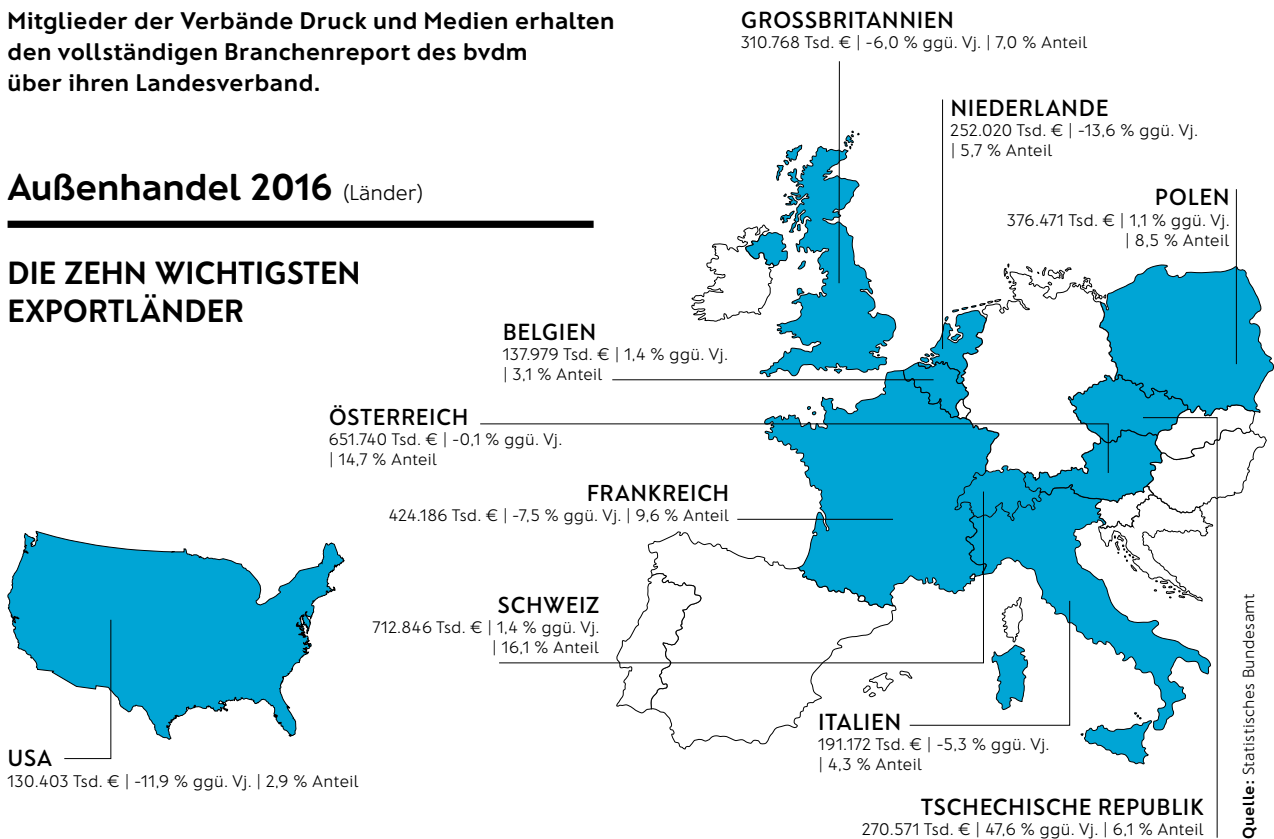 Mitglieder der Verbände Druck und Medien erhalten
den vollständigen Branchenreport des bvdm
über ihren Landesverband.
Außenhandel 2016 (Länder)
DIE ZEHN WICHTIGSTEN
EXPORTLÄNDER
GROSSBRITANNIEN
310.768 Tsd. € | -6,0 % ggü. Vj. | 7,0 % Anteil
NIEDERLANDE
252.020 Tsd. € | -13,6 % ggü. Vj.
| 5,7 % Anteil
POLEN
376.471 Tsd. € | 1,1 % ggü. Vj.
| 8,5 % Anteil
BELGIEN
137.979 Tsd. € | 1,4 % ggü. Vj.
| 3,1 % Anteil
ÖSTERREICH
651.740 Tsd. € | -0,1 % ggü. Vj.
| 14,7 % Anteil
FRANKREICH
424.186 Tsd. € | -7,5 % ggü. Vj. | 9,6 % Anteil
SCHWEIZ
712.846 Tsd. € | 1,4 % ggü. Vj.
| 16,1 % Anteil
ITALIEN
191.172 Tsd. € | -5,3 % ggü. Vj.
| 4,3 % Anteil
USA
130.403 Tsd. € | -11,9 % ggü. Vj. | 2,9 % Anteil
TSCHECHISCHE REPUBLIK
270.571 Tsd. € | 47,6 % ggü. Vj. | 6,1 % Anteil
Quelle: Statistisches Bundesamt